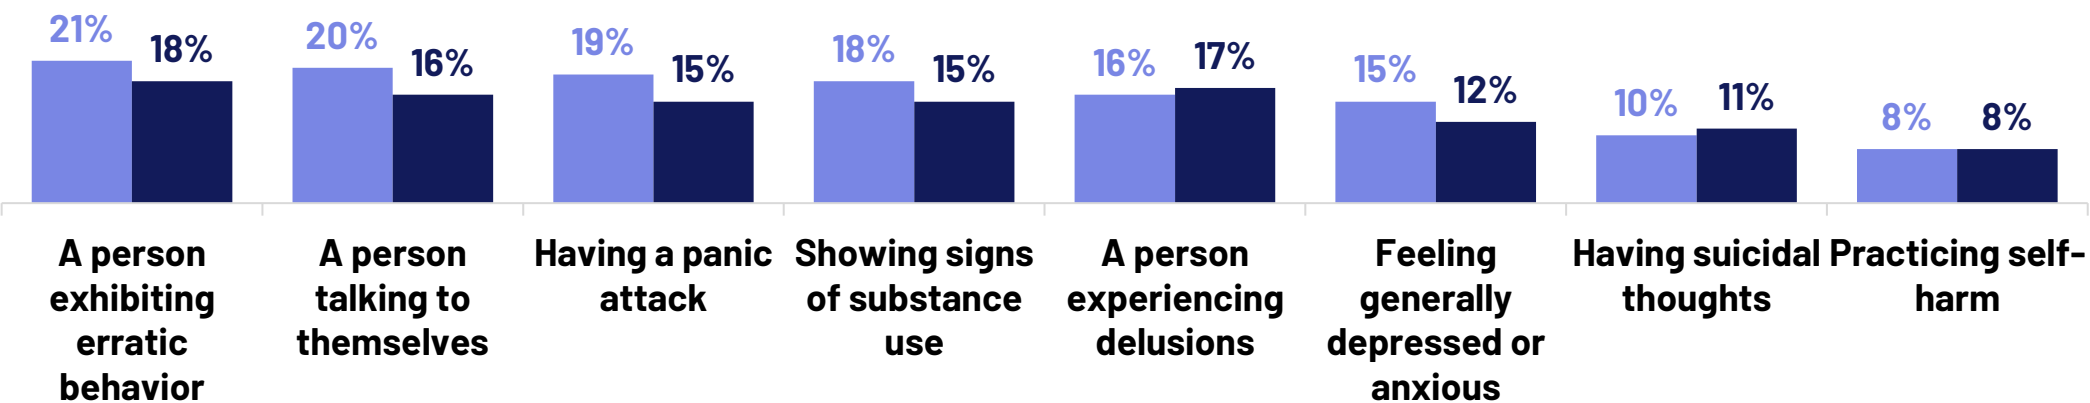 21% 18% 20% 16% 19% 15% 18% 15% 16% 17% 15% 12% 10% 11% 8% 8%
A person
exhibiting
erratic
behavior
A person
talking to
themselves
Having a panic
attack
Showing signs
of substance
use
A person
experiencing
delusions
Feeling
generally
depressed or
anxious
Having suicidal
thoughts
Practicing self-
harm